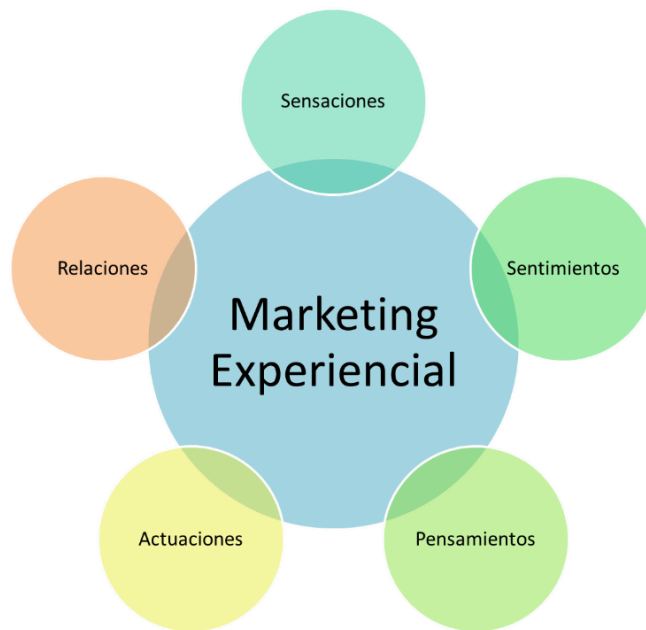 Sensaciones
Relaciones
Sentimientos
Marketing
Experiencial
Actuaciones
Pensamientos